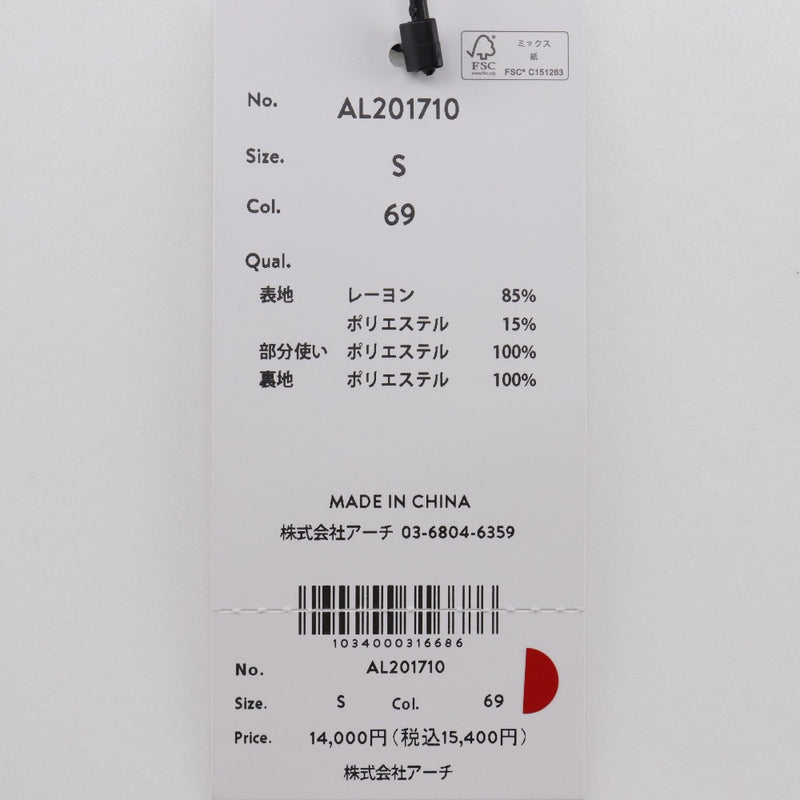 FSC
www.fsc.org
ミックス
紙
FSC® C151263
No. AL201710
Size. S
Col. 69
Qual.
表地 レーヨン 85%
ポリエステル 15%
部分使い ポリエステル 100%
裏地 ポリエステル 100%
MADE IN CHINA
株式会社アーチ 03-6804-6359
1034000316686
No. AL201710
Size. S Col. 69
Price. 14,000円(税込15,400円)
株式会社アーチ